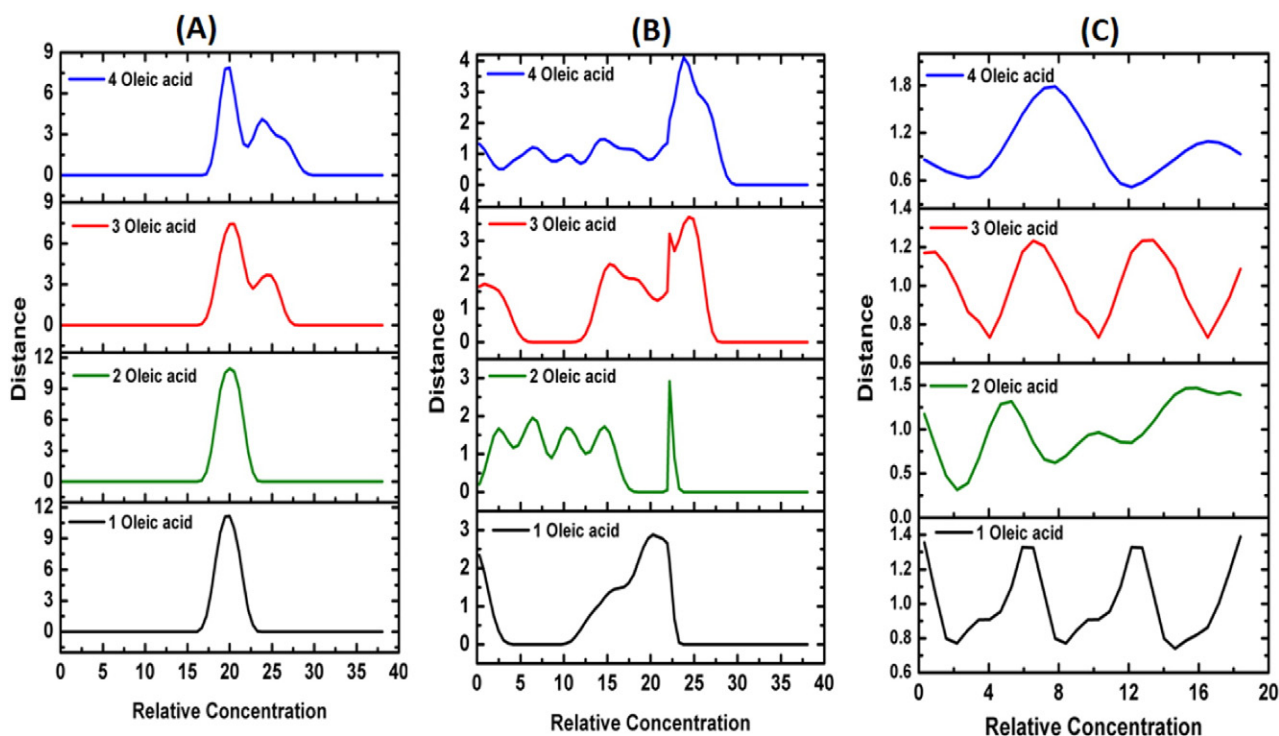 (A)
9
6
3
0
4 Oleic acid
9
6
3
0
3 Oleic acid
12
9
6
3
0
2 Oleic acid
12
9
6
3
0
1 Oleic acid
0 5 10 15 20 25 30 35 40
Distance
Relative Concentration
(B)
4
3
2
1
0
4 Oleic acid
4
3
2
1
0
3 Oleic acid
3
2
1
0
2 Oleic acid
3
2
1
0
1 Oleic acid
0 5 10 15 20 25 30 35 40
Distance
Relative Concentration
(C)
1.8
1.2
0.6
4 Oleic acid
1.4
1.2
1.0
0.8
0.6
3 Oleic acid
1.5
1.0
0.5
0.0
2 Oleic acid
1.4
1.2
1.0
0.8
0.6
1 Oleic acid
0 4 8 12 16 20
Distance
Relative Concentration